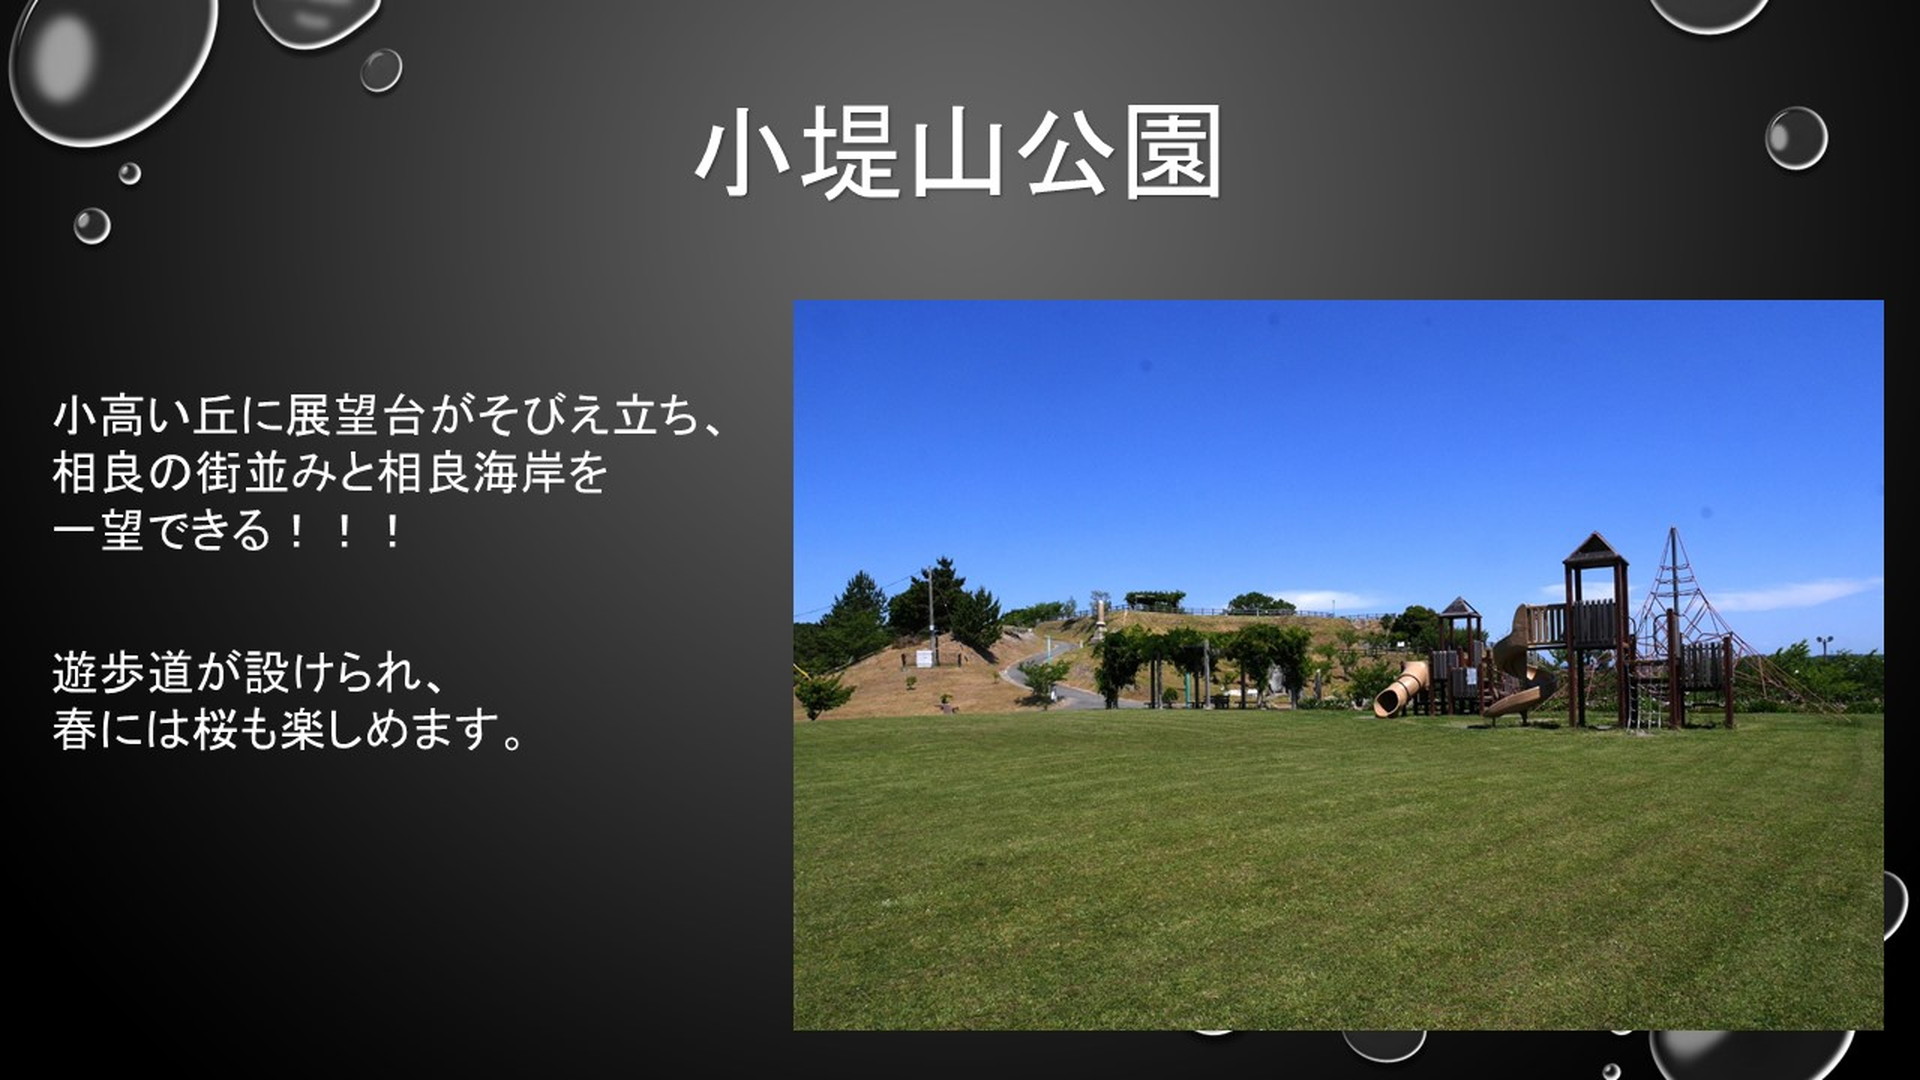 小堤山公園
小高い丘に展望台がそびえ立ち、
相良の街並みと相良海岸を
一望できる！！！
遊歩道が設けられ、
春には桜も楽しめます。